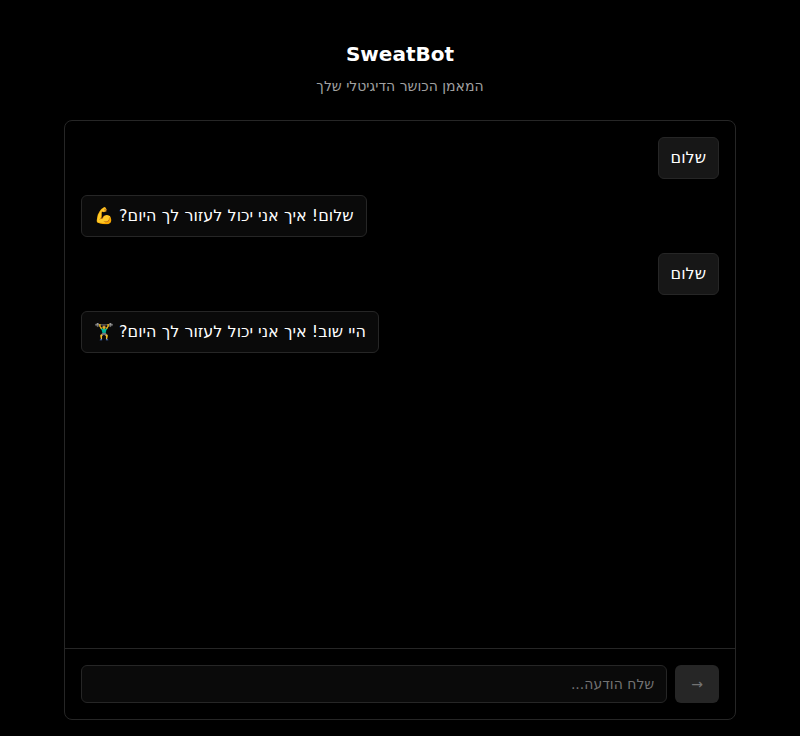 SweatBot
המאמן הכושר הדיגיטלי שלך
שלום
שלום! איך אני יכול לעזור לך היום? 💪
שלום
היי שוב! איך אני יכול לעזור לך היום? 🏋️‍♂️
שלח הודעה...
→